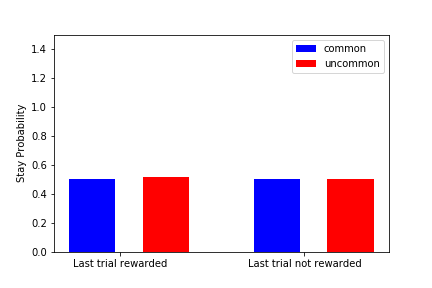 common
uncommon
Stay Probability
1.4
1.2
1.0
0.8
0.6
0.4
0.2
0.0
Last trial rewarded
Last trial not rewarded